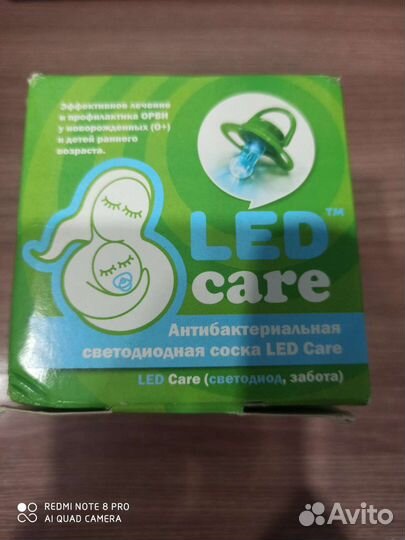 Эффективное лечение
и профилактика ОРВИ
у новорожденных (0+)
и детей раннего
возраста.
LED™
care
Антибактериальная
светодиодная соска LED Care
LED Care (светодиод, забота)
REDMI NOTE 8 PRO
AI QUAD CAMERA
Avito